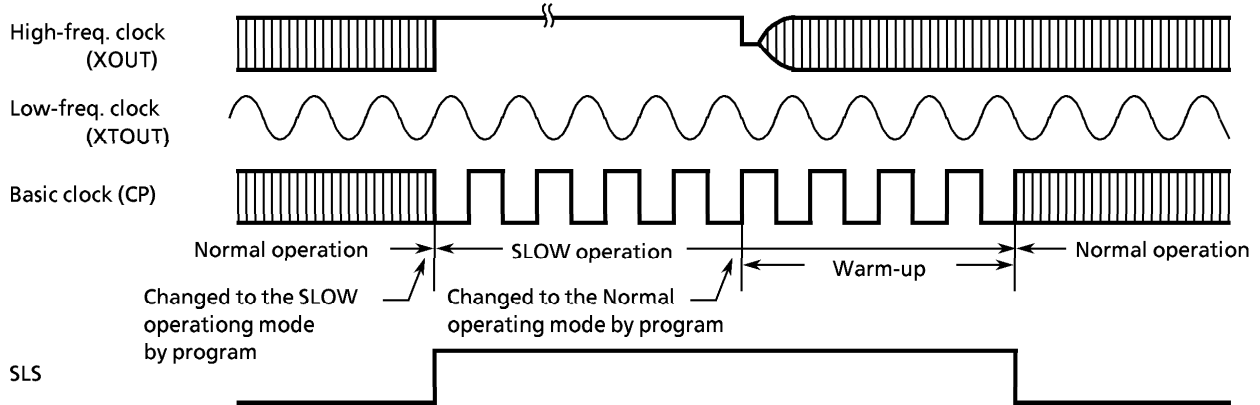 High-freq. clock
(XOUT)
Low-freq. clock
(XTOUT)
Basic clock (CP)
Normal operation
SLOW operation
Normal operation
Warm-up
Changed to the SLOW
operationg mode
by program
Changed to the Normal
operating mode by program
SLS